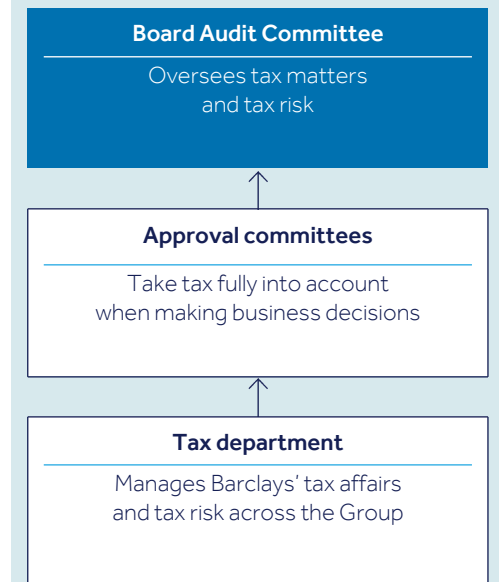 Board Audit Committee
Oversees tax matters
and tax risk
Approval committees
Take tax fully into account
when making business decisions
Tax department
Manages Barclays’ tax affairs
and tax risk across the Group